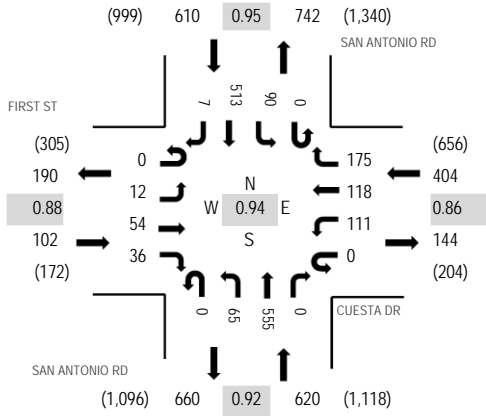 (999) 610 0.95 742 (1,340)
SAN ANTONIO RD
7 513 90 0
FIRST ST
(305) (656)
0 175
190 404
12 118
N
0.88 W 0.94 E 0.86
54 111
S
102 144
36 0
(172) (204)
0 65 555 0
CUESTA DR
SAN ANTONIO RD
(1,096) 660 0.92 620 (1,118)